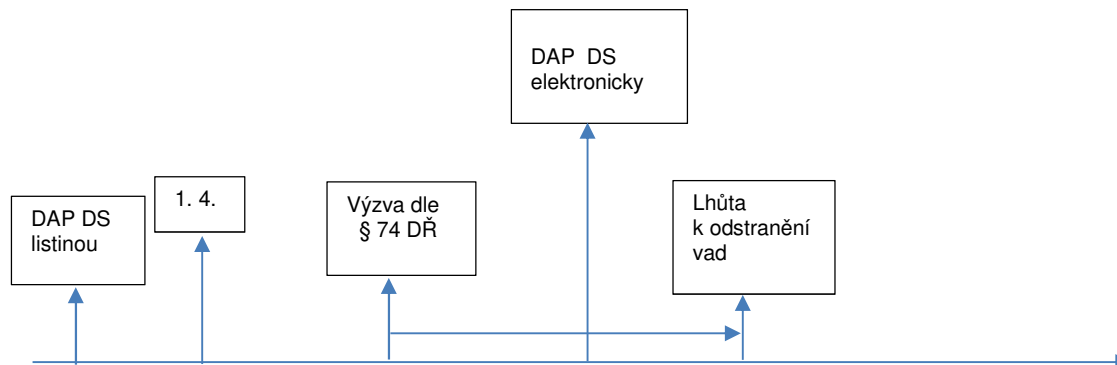 DAP DS
elektronicky
DAP DS
listinou
1. 4.
Výzva dle
§ 74 DŘ
Lhůta
k odstranění
vad